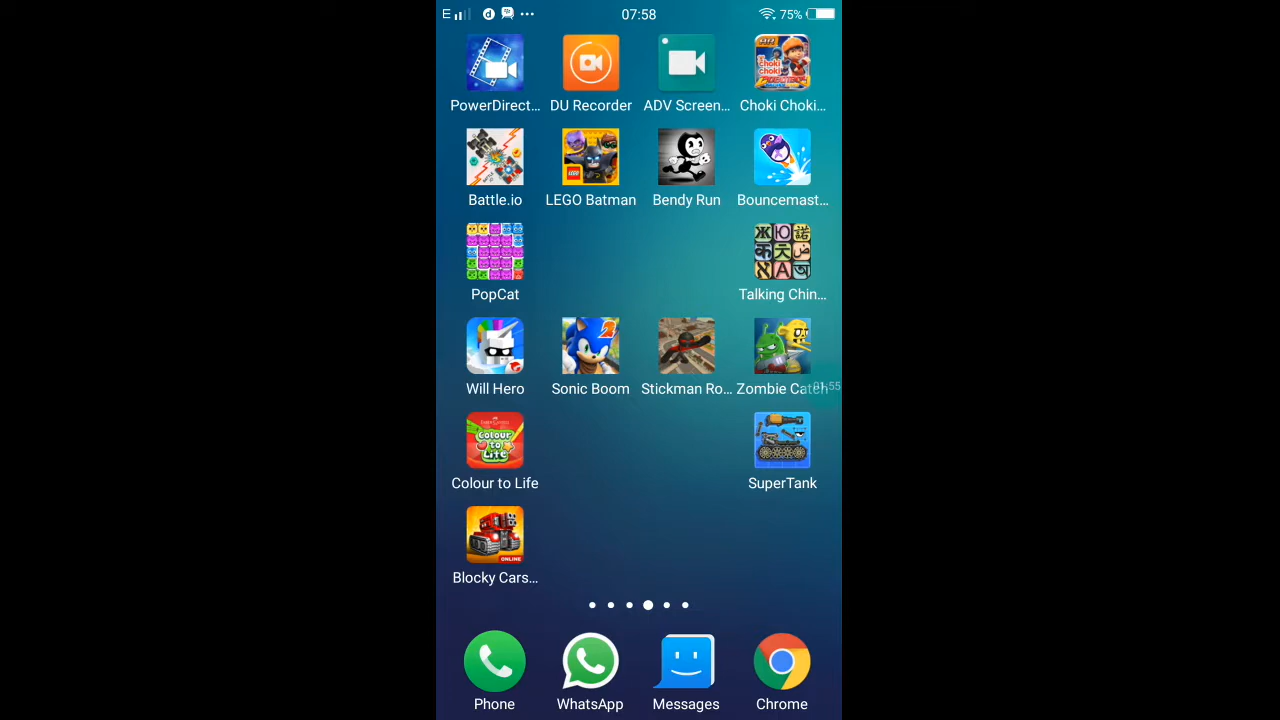 E 07:58 75%
PowerDirect... DU Recorder ADV Screen... Choki Choki...
Battle.io LEGO Batman Bendy Run Bouncemast...
PopCat Talking Chin...
Will Hero Sonic Boom Stickman Ro... Zombie Catch
01:55
Colour to Life SuperTank
Blocky Cars...
Phone WhatsApp Messages Chrome